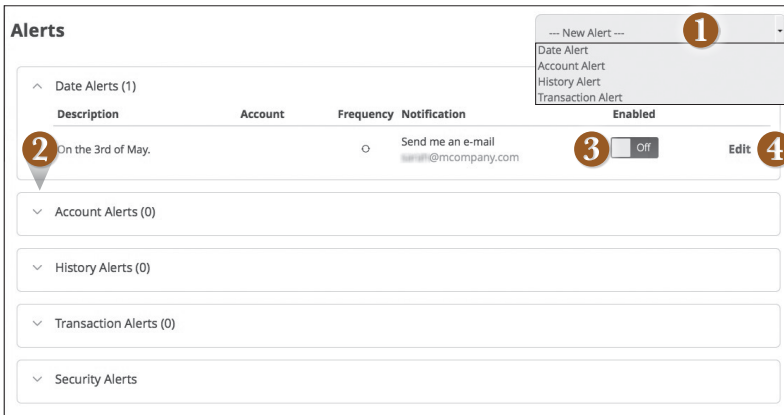 Alerts
--- New Alert --- 1
Date Alert
Account Alert
History Alert
Transaction Alert
Date Alerts (1)
Description Account Frequency Notification Enabled
2 On the 3rd of May. Send me an e-mail 3 Off Edit 4
@mcompany.com
Account Alerts (0)
History Alerts (0)
Transaction Alerts (0)
Security Alerts